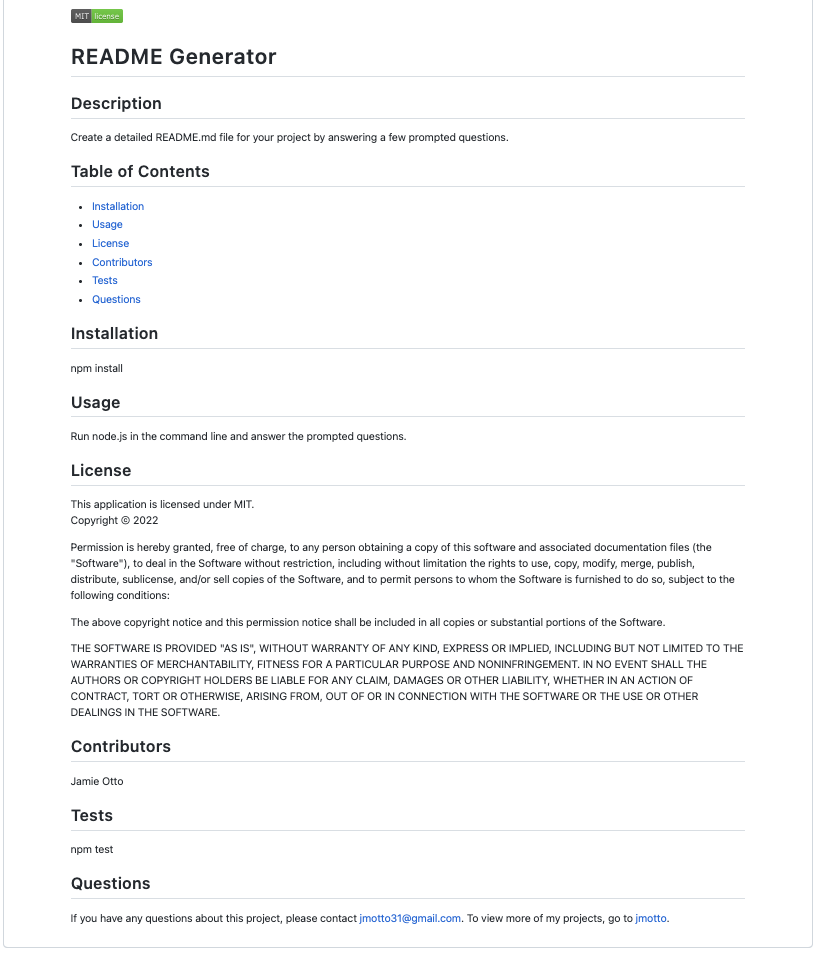 MIT license
README Generator
Description
Create a detailed README.md file for your project by answering a few prompted questions.
Table of Contents
Installation
Usage
License
Contributors
Tests
Questions
Installation
npm install
Usage
Run node.js in the command line and answer the prompted questions.
License
This application is licensed under MIT.
Copyright © 2022
Permission is hereby granted, free of charge, to any person obtaining a copy of this software and associated documentation files (the
"Software"), to deal in the Software without restriction, including without limitation the rights to use, copy, modify, merge, publish,
distribute, sublicense, and/or sell copies of the Software, and to permit persons to whom the Software is furnished to do so, subject to the
following conditions:
The above copyright notice and this permission notice shall be included in all copies or substantial portions of the Software.
THE SOFTWARE IS PROVIDED "AS IS", WITHOUT WARRANTY OF ANY KIND, EXPRESS OR IMPLIED, INCLUDING BUT NOT LIMITED TO THE
WARRANTIES OF MERCHANTABILITY, FITNESS FOR A PARTICULAR PURPOSE AND NONINFRINGEMENT. IN NO EVENT SHALL THE
AUTHORS OR COPYRIGHT HOLDERS BE LIABLE FOR ANY CLAIM, DAMAGES OR OTHER LIABILITY, WHETHER IN AN ACTION OF
CONTRACT, TORT OR OTHERWISE, ARISING FROM, OUT OF OR IN CONNECTION WITH THE SOFTWARE OR THE USE OR OTHER
DEALINGS IN THE SOFTWARE.
Contributors
Jamie Otto
Tests
npm test
Questions
If you have any questions about this project, please contact jmotto31@gmail.com. To view more of my projects, go to jmotto.